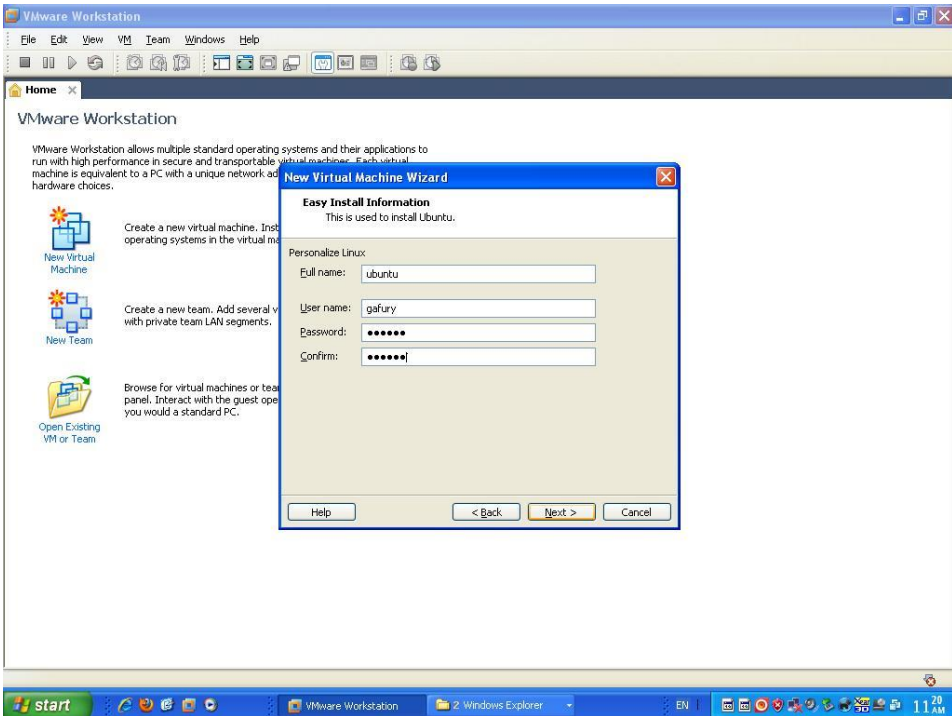 VMware Workstation
File Edit View VM Team Windows Help
Home
VMware Workstation
VMware Workstation allows multiple standard operating systems and their applications to
run with high performance in secure and transportable virtual machines. Each virtual
machine is equivalent to a PC with a unique network ad
hardware choices.
New Virtual
Machine
Create a new virtual machine. Inst
operating systems in the virtual ma
New Team
Create a new team. Add several v
with private team LAN segments.
Open Existing
VM or Team
Browse for virtual machines or tea
panel. Interact with the guest ope
you would a standard PC.
New Virtual Machine Wizard
Easy Install Information
This is used to install Ubuntu.
Personalize Linux
Full name: ubuntu
User name: gafury
Password: ●●●●●●
Confirm: ●●●●●●
Help < Back Next > Cancel
start VMware Workstation 2 Windows Explorer EN 11 20 AM